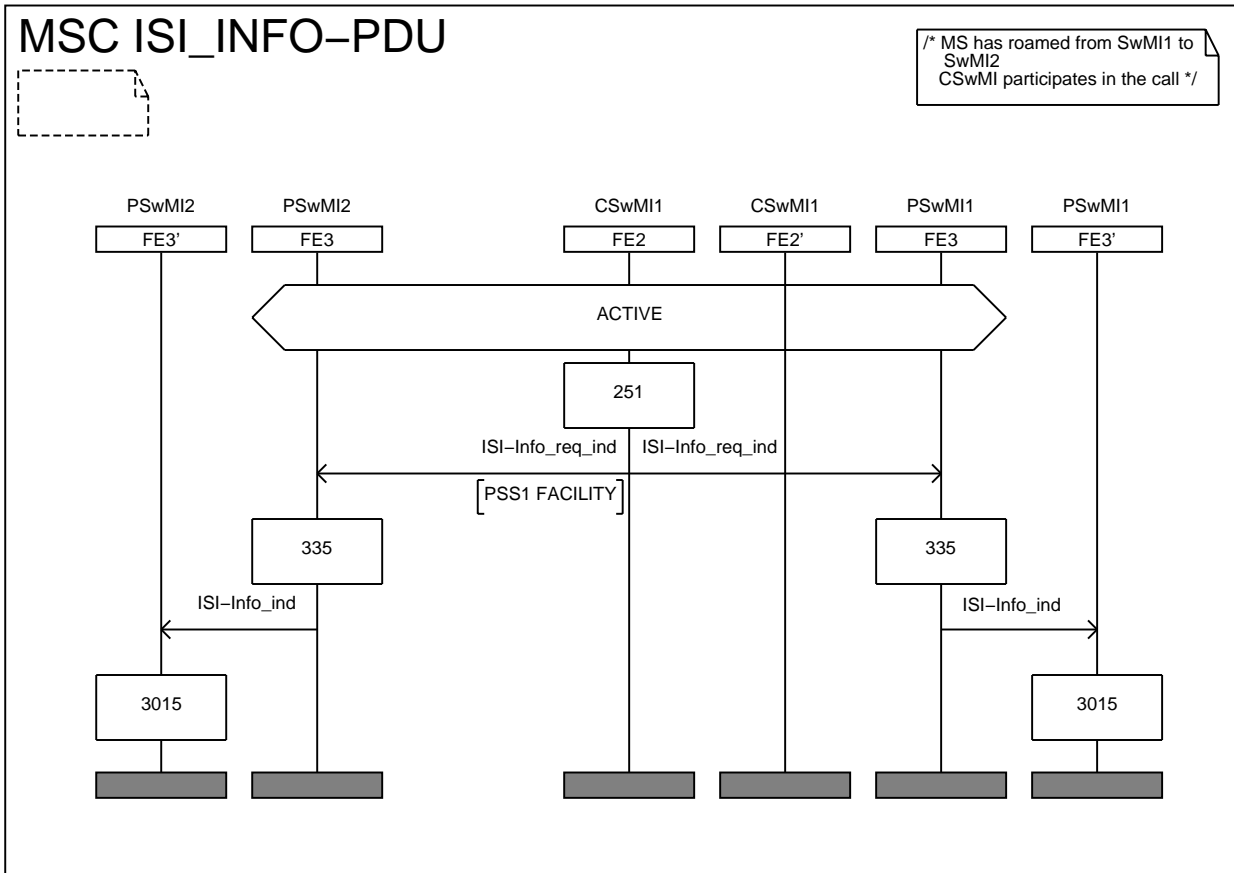 MSC ISI_INFO−PDU
/* MS has roamed from SwMI1 to
SwMI2
CSwMI participates in the call */
PSwMI2 PSwMI2 CSwMI1 CSwMI1 PSwMI1 PSwMI1
FE3' FE3 FE2 FE2' FE3 FE3'
ACTIVE
251
ISI−Info_req_ind ISI−Info_req_ind
[PSS1 FACILITY]
335 335
ISI−Info_ind ISI−Info_ind
3015 3015